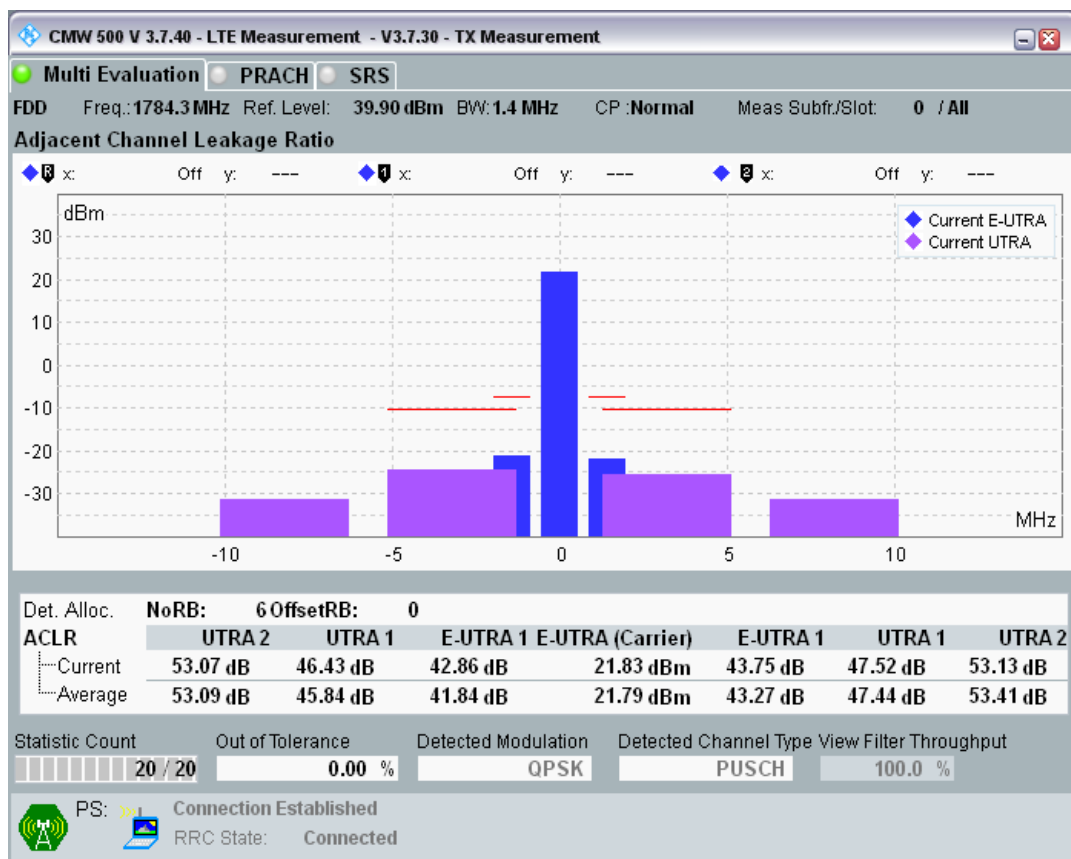 CMW 500 V 3.7.40 - LTE Measurement - V3.7.30 - TX Measurement
Multi Evaluation PRACH SRS
FDD Freq.: 1784.3 MHz Ref. Level: 39.90 dBm BW: 1.4 MHz CP :Normal Meas Subfr./Slot: 0 / All
Adjacent Channel Leakage Ratio
R x: Off y: --- 1 x: Off y: --- 2 x: Off y: ---
dBm
Current E-UTRA
Current UTRA
30
20
10
0
-10
-20
-30
MHz
-10 -5 0 5 10
Det. Alloc. NoRB: 6 OffsetRB: 0
ACLR UTRA 2 UTRA 1 E-UTRA 1 E-UTRA (Carrier) E-UTRA 1 UTRA 1 UTRA 2
Current 53.07 dB 46.43 dB 42.86 dB 21.83 dBm 43.75 dB 47.52 dB 53.13 dB
Average 53.09 dB 45.84 dB 41.84 dB 21.79 dBm 43.27 dB 47.44 dB 53.41 dB
Statistic Count Out of Tolerance Detected Modulation Detected Channel Type View Filter Throughput
20 / 20 0.00 % QPSK PUSCH 100.0 %
PS: Connection Established
RRC State: Connected